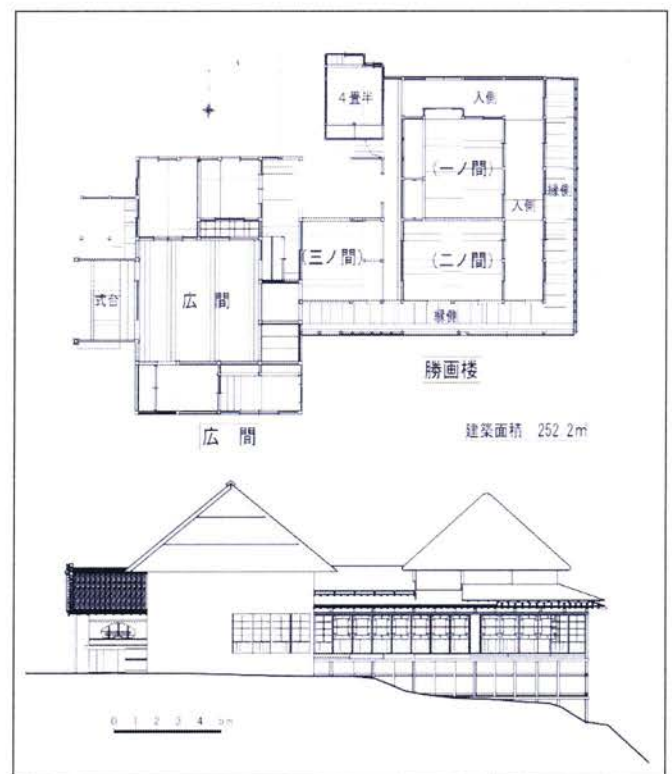 4畳半
入側
(一ノ間)
縁側
入側
(三ノ間)
(二ノ間)
式台
広間
縁側
勝画楼
広 間
建築面積 252.2㎡
0 1 2 3 4 5m